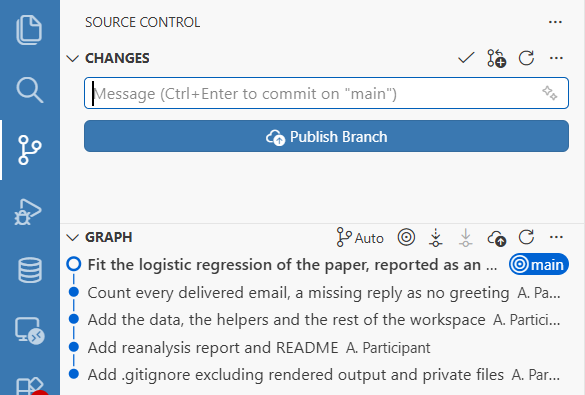 SOURCE CONTROL
CHANGES
Message (Ctrl+Enter to commit on "main")
Publish Branch
GRAPH Auto
Fit the logistic regression of the paper, reported as an ... main
Count every delivered email, a missing reply as no greeting A. Pa...
Add the data, the helpers and the rest of the workspace A. Partici...
Add reanalysis report and README A. Participant
Add .gitignore excluding rendered output and private files A. Par...